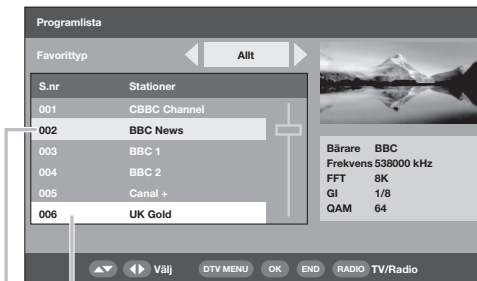 Programlista
Favorittyp Allt
S.nr Stationer
001 CBBC Channel
002 BBC News
003 BBC 1
004 BBC 2
005 Canal +
006 UK Gold
Bärare BBC
Frekvens 538000 kHz
FFT 8K
GI 1/8
QAM 64
Välj DTV MENU OK END RADIO TV/Radio